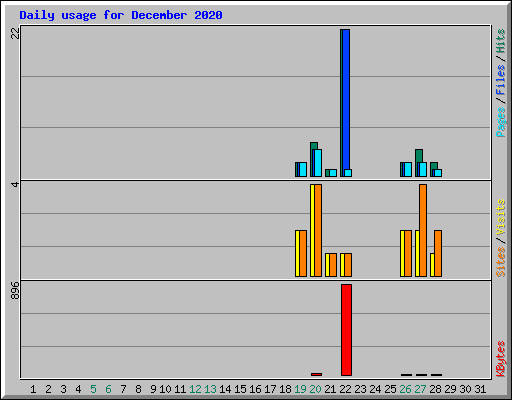 Daily usage for December 2020
22
4
896
Pages / Files / Hits
Sites / Visits
KBytes
1 2 3 4 5 6 7 8 9 10 11 12 13 14 15 16 17 18 19 20 21 22 23 24 25 26 27 28 29 30 31